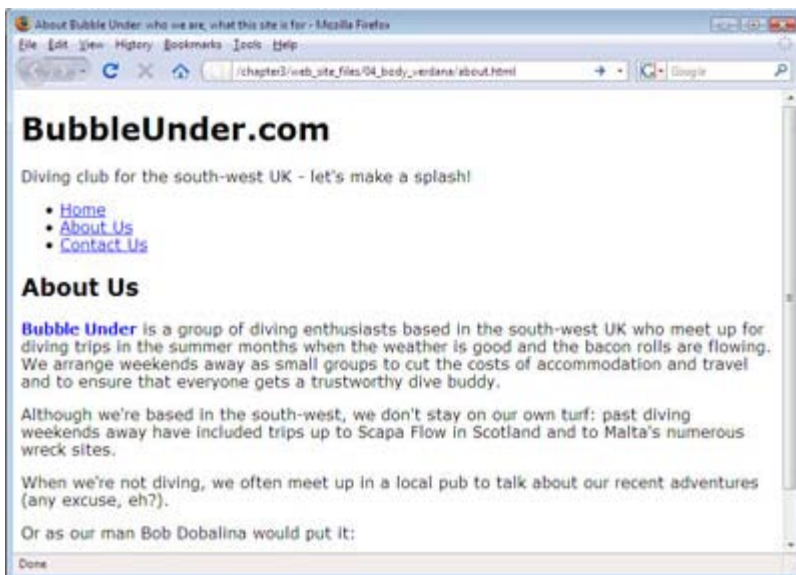 About Bubble Under: who we are, what this site is for - Mozilla Firefox
File Edit View History Bookmarks Tools Help
/chapter3/web_site_files/04_body_verdana/about.html Google
BubbleUnder.com
Diving club for the south-west UK - let's make a splash!
Home
About Us
Contact Us
About Us
Bubble Under is a group of diving enthusiasts based in the south-west UK who meet up for
diving trips in the summer months when the weather is good and the bacon rolls are flowing.
We arrange weekends away as small groups to cut the costs of accommodation and travel
and to ensure that everyone gets a trustworthy dive buddy.
Although we're based in the south-west, we don't stay on our own turf: past diving
weekends away have included trips up to Scapa Flow in Scotland and to Malta's numerous
wreck sites.
When we're not diving, we often meet up in a local pub to talk about our recent adventures
(any excuse, eh?).
Or as our man Bob Dobalina would put it:
Done